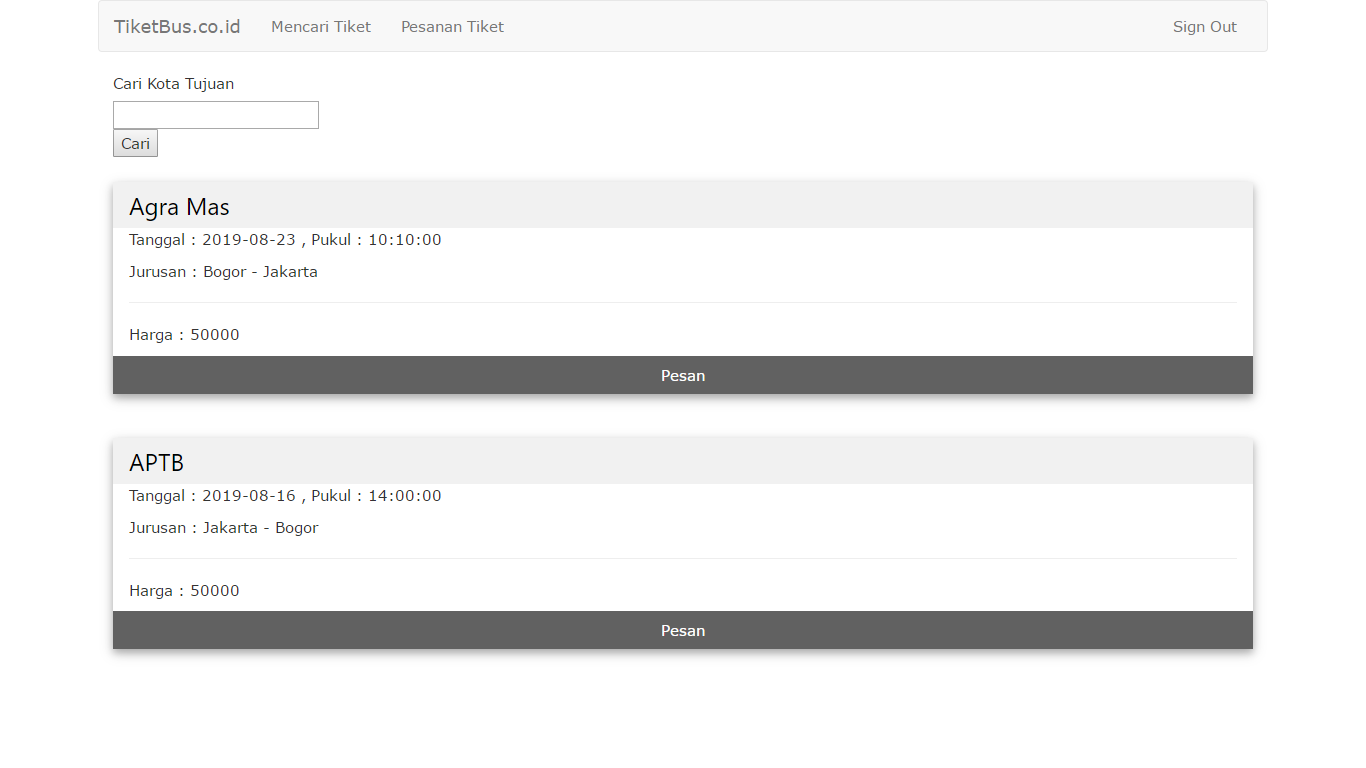 TiketBus.co.id Mencari Tiket Pesanan Tiket Sign Out
Cari Kota Tujuan
Cari
Agra Mas
Tanggal : 2019-08-23 , Pukul : 10:10:00
Jurusan : Bogor - Jakarta
Harga : 50000
Pesan
APTB
Tanggal : 2019-08-16 , Pukul : 14:00:00
Jurusan : Jakarta - Bogor
Harga : 50000
Pesan